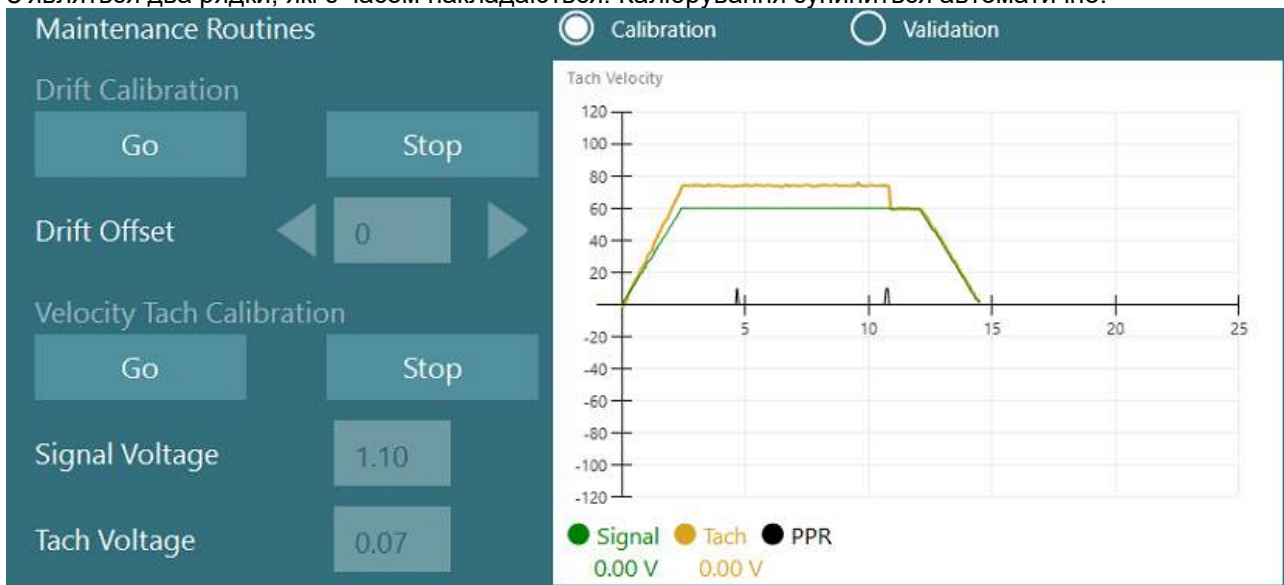 Maintenance Routines
Calibration
Validation
Drift Calibration
Go
Stop
Drift Offset
0
Velocity Tach Calibration
Go
Stop
Signal Voltage
1.10
Tach Voltage
0.07
Tach Velocity
120
100
80
60
40
20
-20
-40
-60
-80
-100
-120
5
10
15
20
25
Signal
Tach
PPR
0.00 V
0.00 V